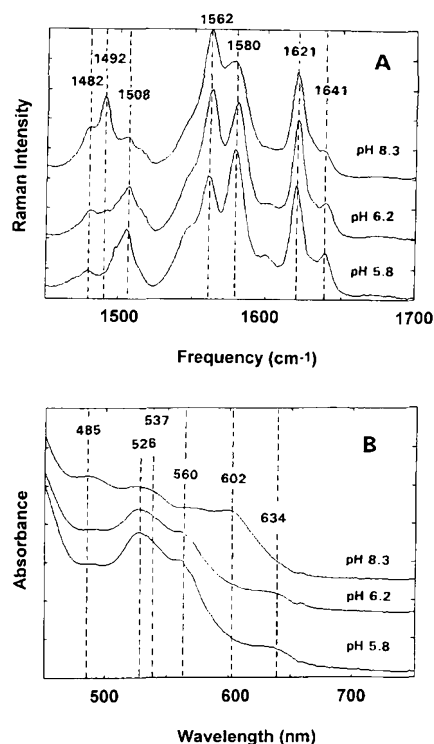 1562
1492
1580
1621
A
1482
1508
1641
Raman Intensity
pH 8.3
pH 6.2
pH 5.8
1500
1600
1700
Frequency (cm-1)
537
B
485
526
560
602
634
Absorbance
pH 8.3
pH 6.2
pH 5.8
500
600
700
Wavelength (nm)